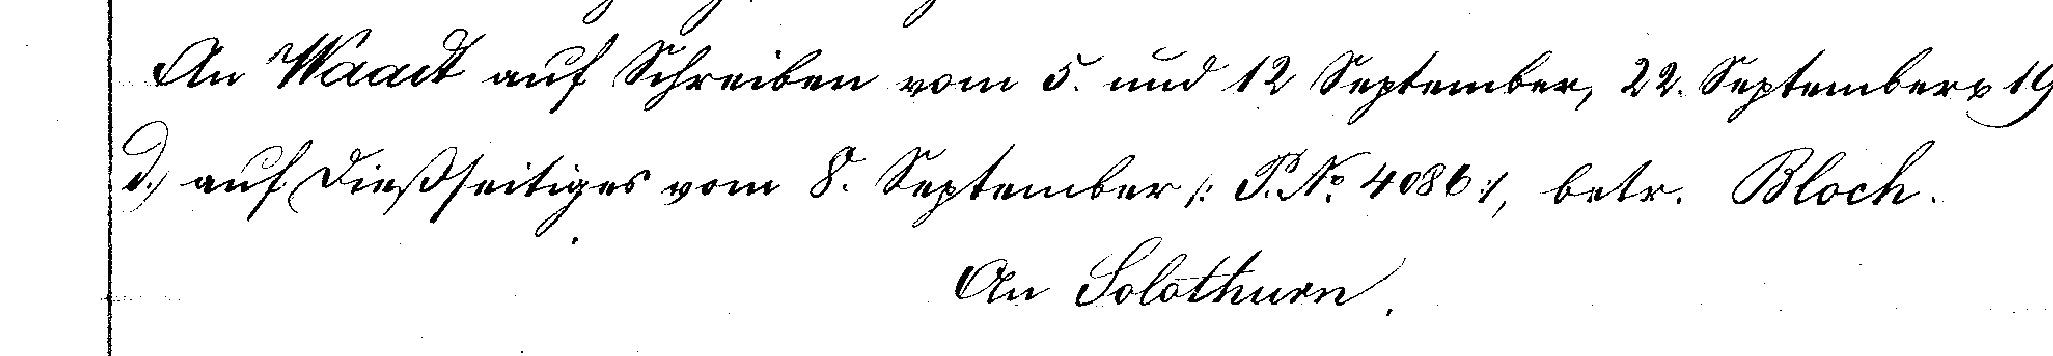 An Waadt auf Schreiben vom 5. und 12 September, 22. September & 19
d.) auf Dießseitiges vom 8. September /: P. No. 4086 :/, betr. Bloch.
An Solothurn.